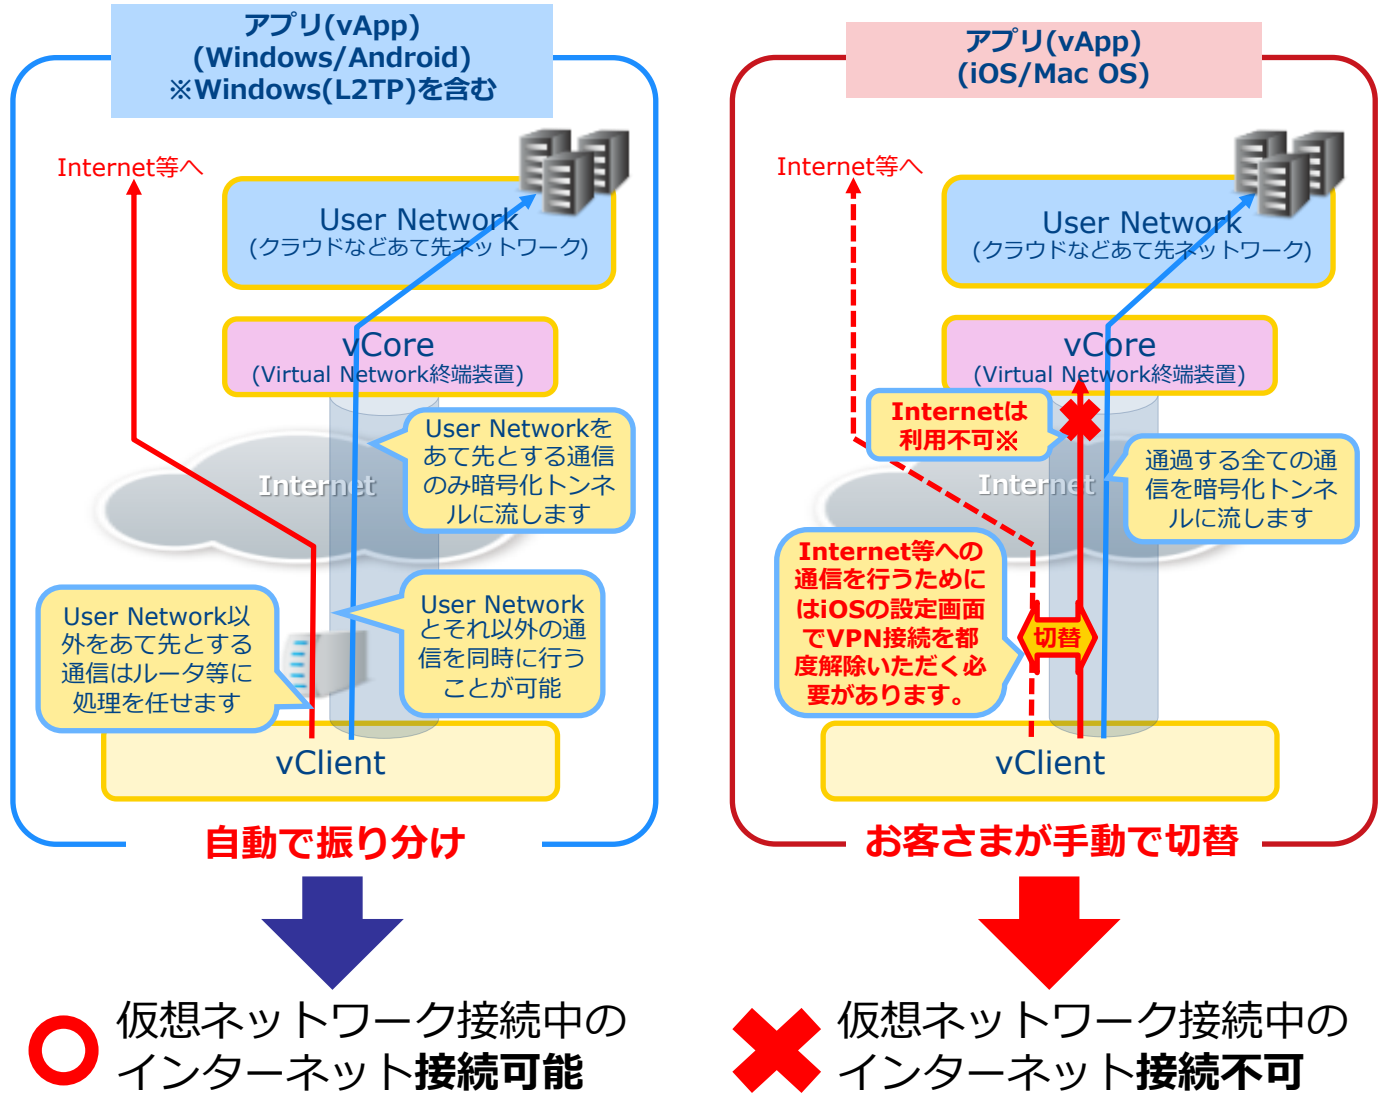 アプリ(vApp)
(Windows/Android)
※Windows(L2TP)を含む
Internet等へ
User Network
(クラウドなどあて先ネットワーク)
vCore
(Virtual Network終端装置)
User Networkを
あて先とする通信
のみ暗号化トンネ
ルに流します
Internet
User Network以
外をあて先とする
通信はルータ等に
処理を任せます
User Network
とそれ以外の通
信を同時に行う
ことが可能
vClient
自動で振り分け
仮想ネットワーク接続中の
インターネット接続可能
アプリ(vApp)
(iOS/Mac OS)
Internet等へ
User Network
(クラウドなどあて先ネットワーク)
vCore
(Virtual Network終端装置)
Internetは
利用不可※
通過する全ての通
信を暗号化トンネ
ルに流します
Internet
Internet等への
通信を行うために
はiOSの設定画面
でVPN接続を都
度解除いただく必
要があります。
切替
vClient
お客さまが手動で切替
仮想ネットワーク接続中の
インターネット接続不可